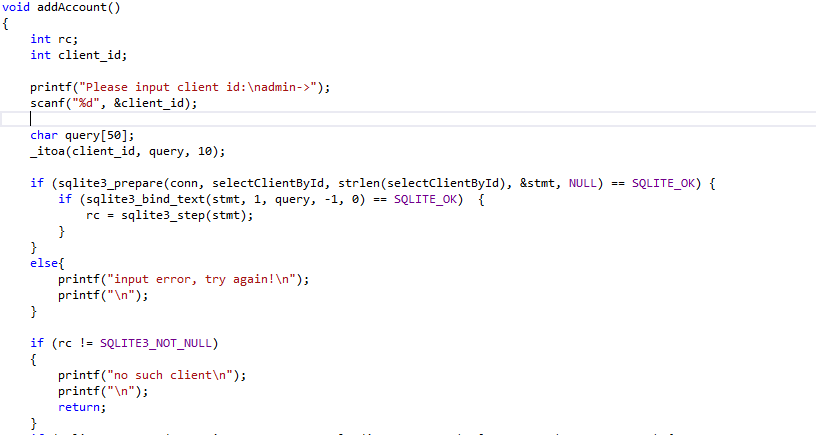 void addAccount()
{
    int rc;
    int client_id;
    printf("Please input client id:\nadmin->");
    scanf("%d", &client_id);
    char query[50];
    _itoa(client_id, query, 10);
    if (sqlite3_prepare(conn, selectClientById, strlen(selectClientById), &stmt, NULL) == SQLITE_OK) {
        if (sqlite3_bind_text(stmt, 1, query, -1, 0) == SQLITE_OK)  {
            rc = sqlite3_step(stmt);
        }
    }
    else{
        printf("input error, try again!\n");
        printf("\n");
    }
    if (rc != SQLITE3_NOT_NULL)
    {
        printf("no such client\n");
        printf("\n");
        return;
    }